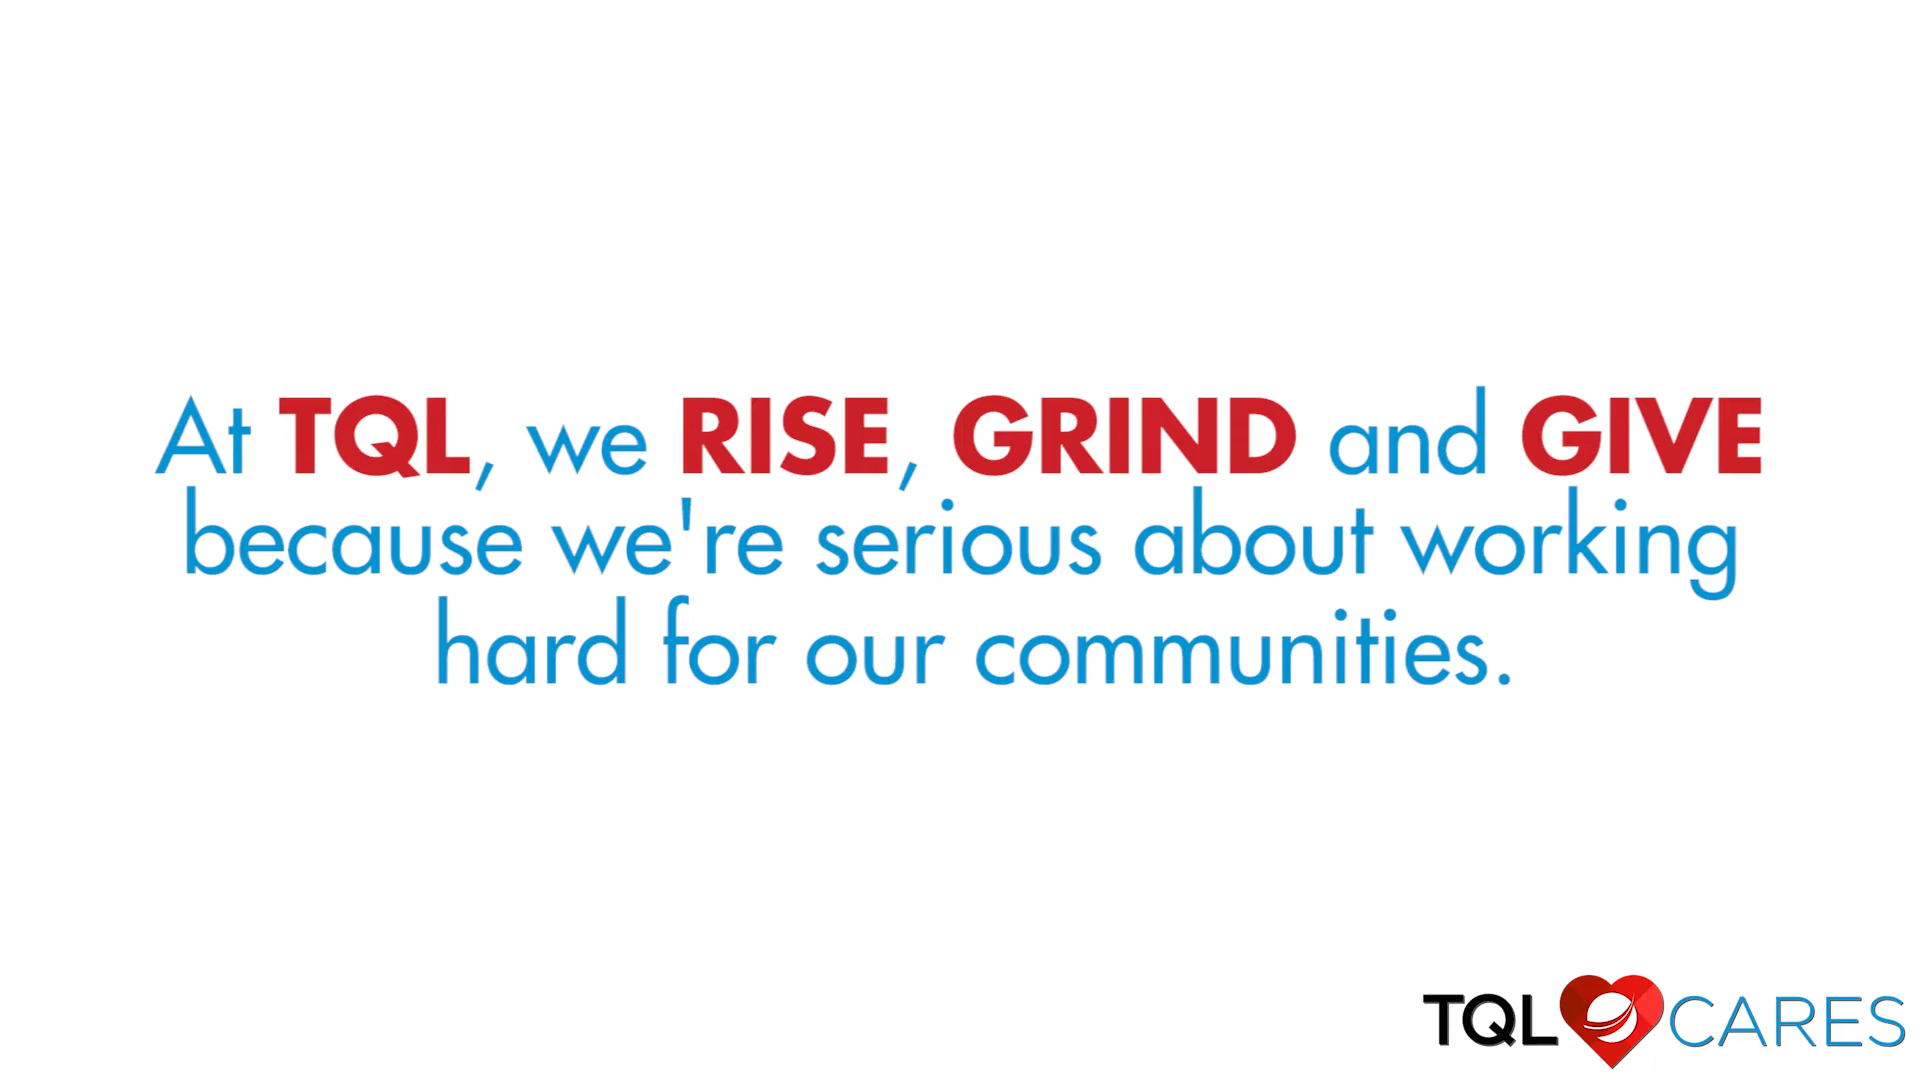 At TQL, we RISE, GRIND and GIVE
because we're serious about working
hard for our communities.
TQL CARES